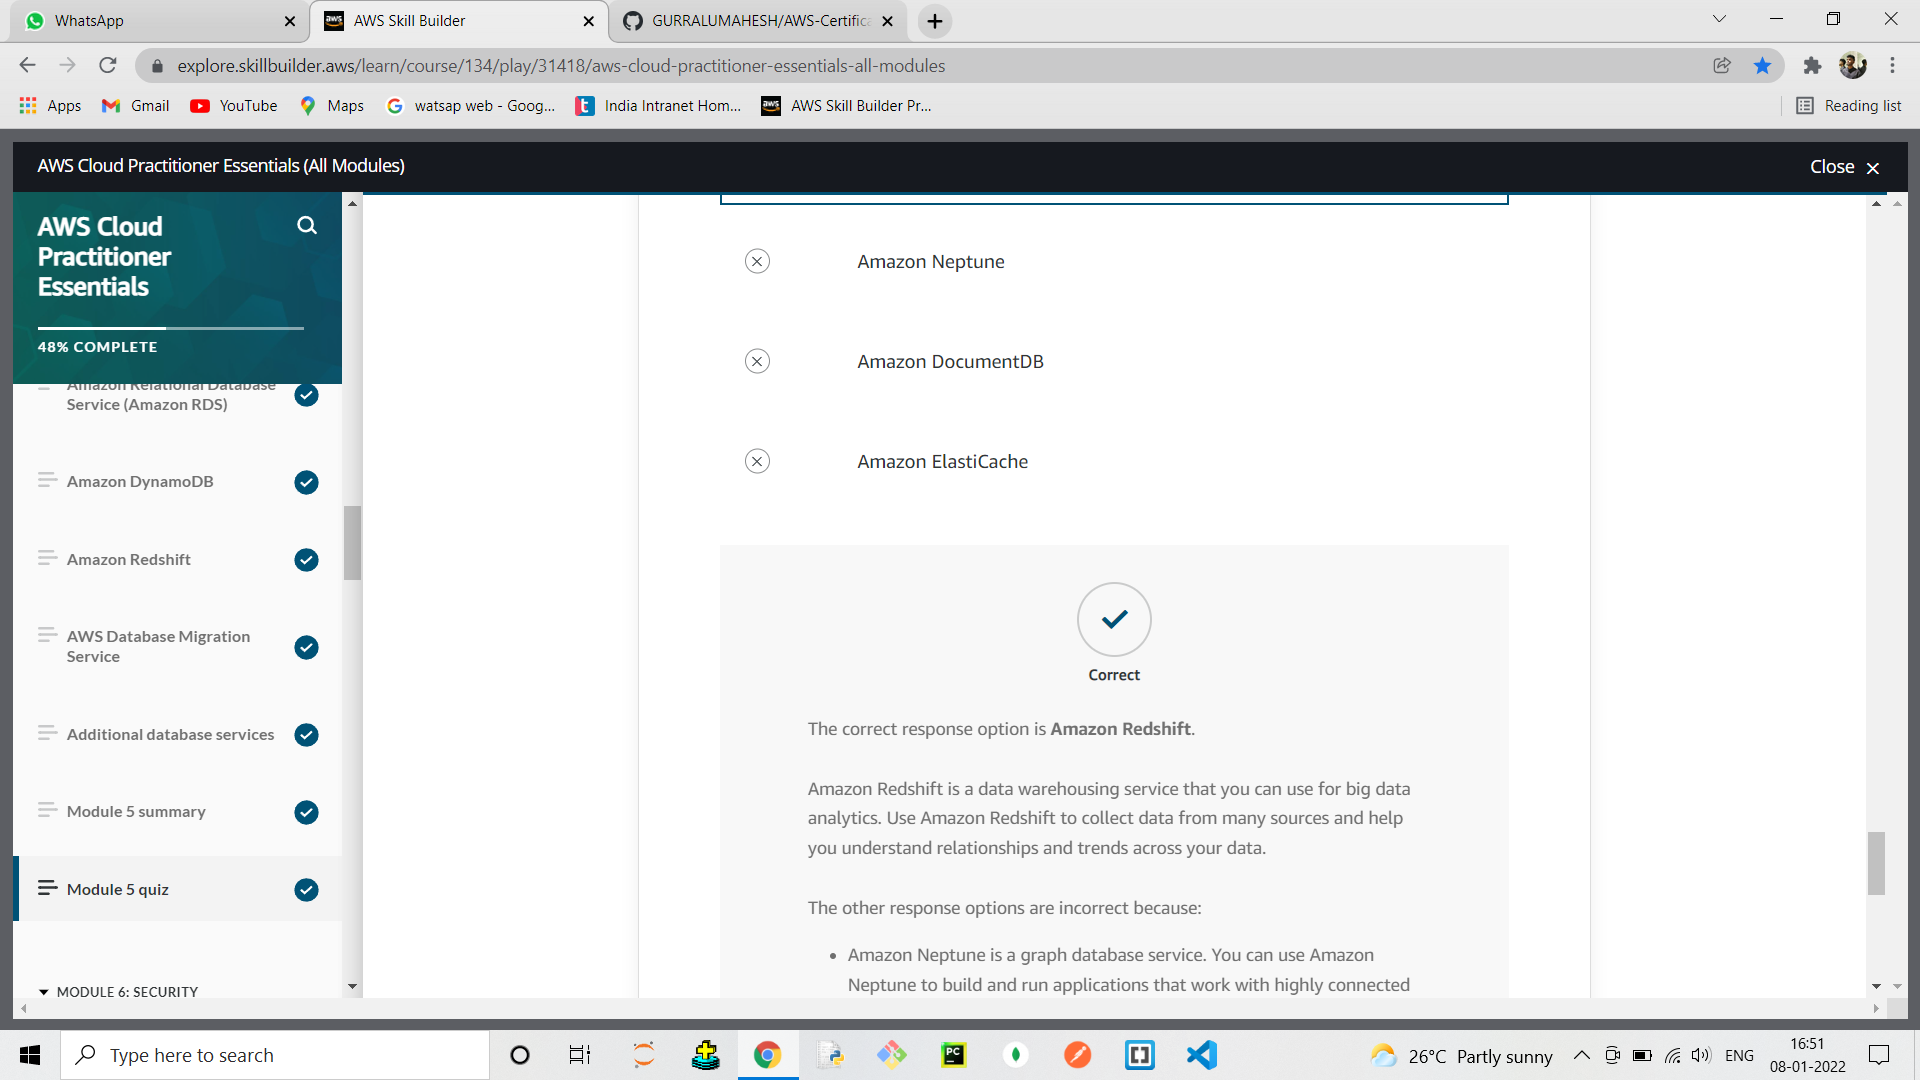 WhatsApp
AWS Skill Builder
GURRALUMAHESH/AWS-Certifica
explore.skillbuilder.aws/learn/course/134/play/31418/aws-cloud-practitioner-essentials-all-modules
Apps
Gmail
YouTube
Maps
watsap web - Goog...
India Intranet Hom...
AWS Skill Builder Pr...
Reading list
AWS Cloud Practitioner Essentials (All Modules)
Close
AWS Cloud
Practitioner
Essentials
48% COMPLETE
Amazon Relational Database
Service (Amazon RDS)
Amazon DynamoDB
Amazon Redshift
AWS Database Migration
Service
Additional database services
Module 5 summary
Module 5 quiz
MODULE 6: SECURITY
Amazon Neptune
Amazon DocumentDB
Amazon ElastiCache
Correct
The correct response option is Amazon Redshift.
Amazon Redshift is a data warehousing service that you can use for big data
analytics. Use Amazon Redshift to collect data from many sources and help
you understand relationships and trends across your data.
The other response options are incorrect because:
• Amazon Neptune is a graph database service. You can use Amazon
Neptune to build and run applications that work with highly connected
Type here to search
PC
26°C Partly sunny
ENG
16:51
08-01-2022